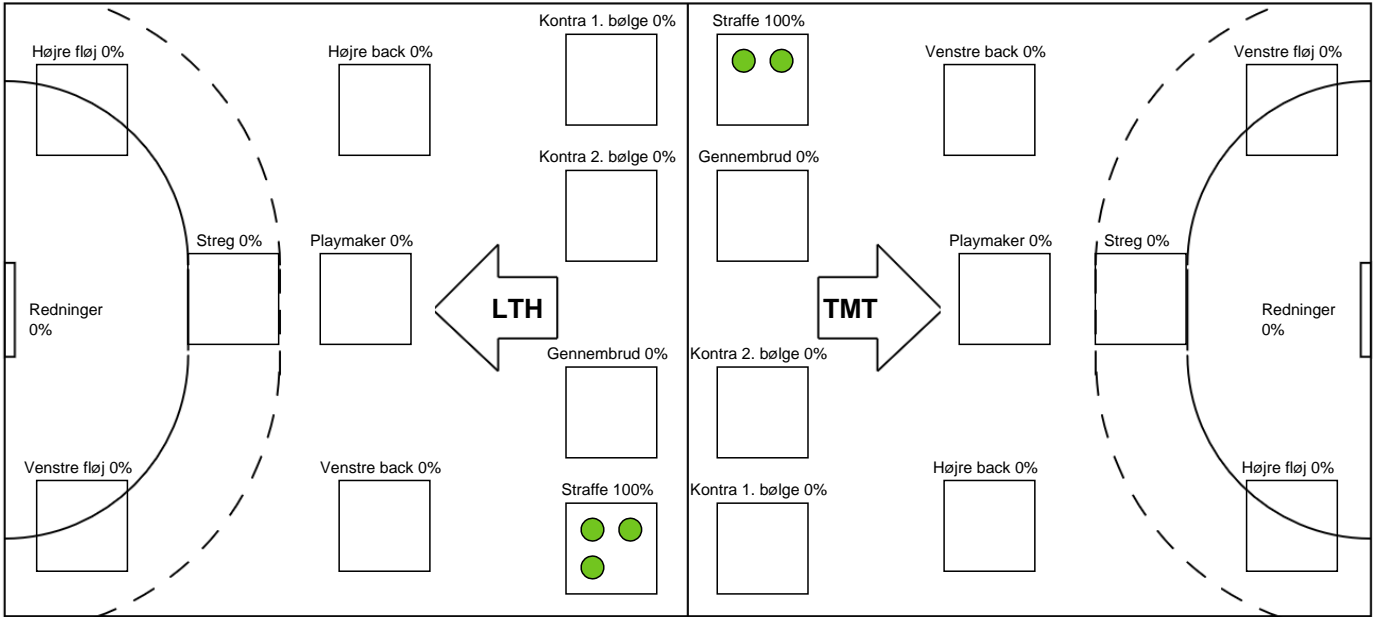 Kontra 1. bølge 0%
Straffe 100%
Højre fløj 0%
Højre back 0%
Venstre back 0%
Venstre fløj 0%
Kontra 2. bølge 0%
Gennembrud 0%
Streg 0%
Playmaker 0%
Playmaker 0%
Streg 0%
Redninger
0%
LTH
TMT
Redninger
0%
Gennembrud 0%
Kontra 2. bølge 0%
Venstre fløj 0%
Venstre back 0%
Højre back 0%
Højre fløj 0%
Straffe 100%
Kontra 1. bølge 0%